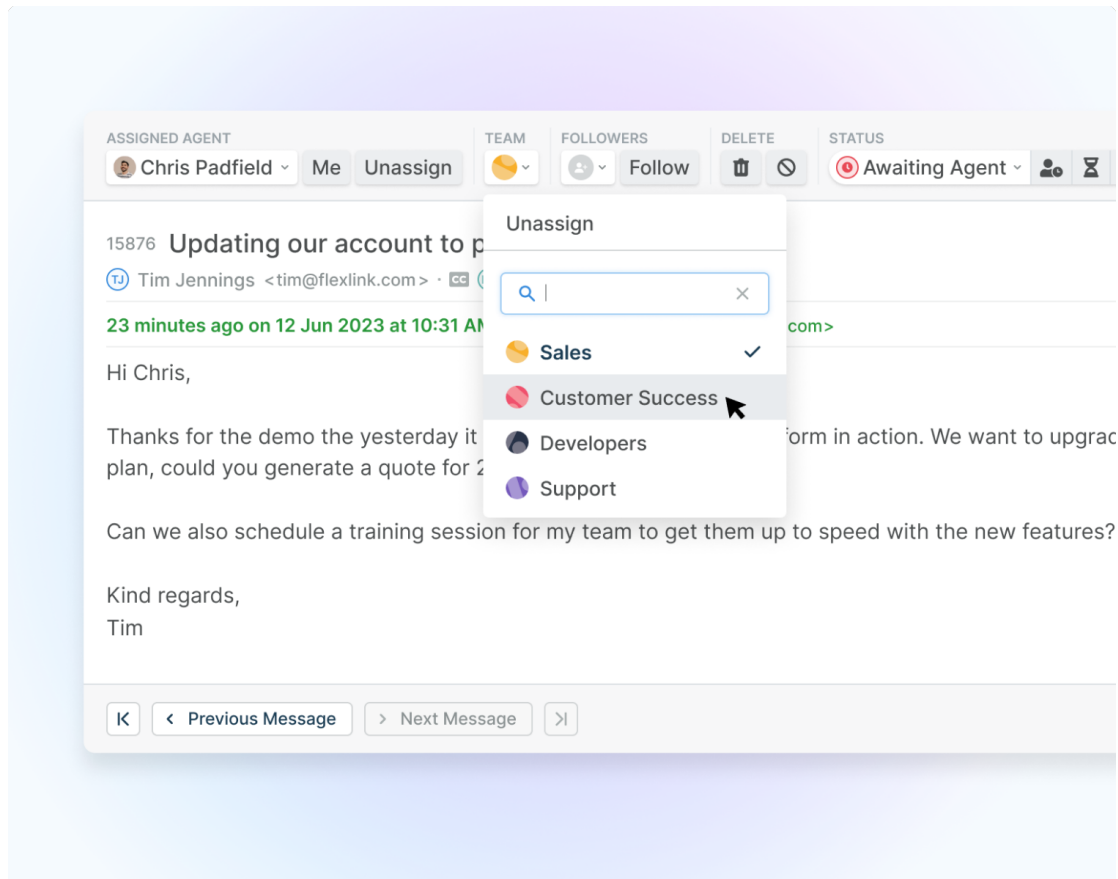 ASSIGNED AGENT TEAM FOLLOWERS DELETE STATUS
Chris Padfield Me Unassign Follow Awaiting Agent
Unassign
15876 Updating our account to
TJ Tim Jennings <tim@flexlink.com> · CC
23 minutes ago on 12 Jun 2023 at 10:31 com>
Sales
Hi Chris,
Customer Success
Thanks for the demo the yesterday it in action. We want to
Developers
plan, could you generate a quote for
Support
Can we also schedule a training session for my team to get them up to speed with the new features?
Kind regards,
Tim
Previous Message Next Message